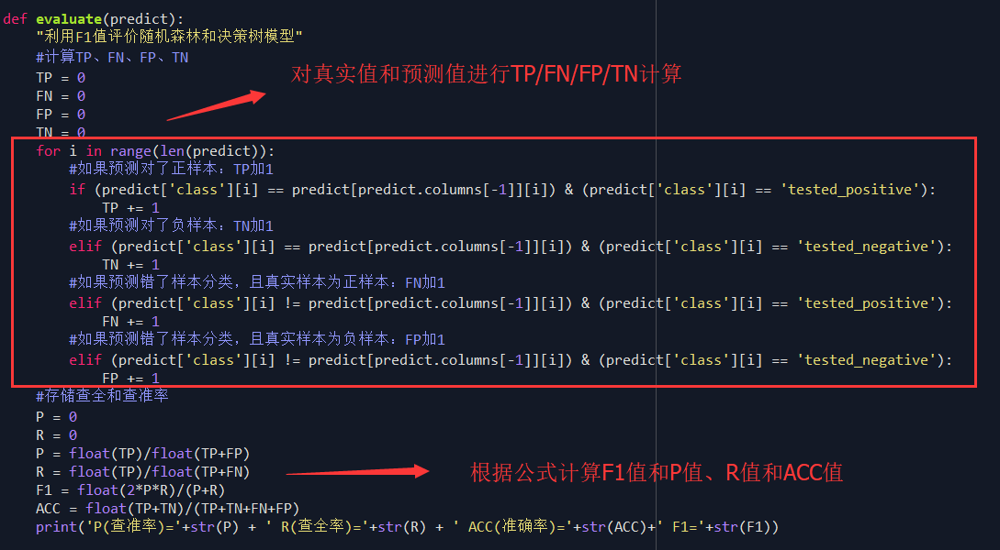 def evaluate(predict):
"利用F1值评价随机森林和决策树模型"
#计算TP、FN、FP、TN
对真实值和预测值进行TP/FN/FP/TN计算
TP = 0
FN = 0
FP = 0
TN = 0
for i in range(len(predict)):
#如果预测对了正样本：TP加1
if (predict['class'][i] == predict[predict.columns[-1]][i]) & (predict['class'][i] == 'tested_positive'):
TP += 1
#如果预测对了负样本：TN加1
elif (predict['class'][i] == predict[predict.columns[-1]][i]) & (predict['class'][i] == 'tested_negative'):
TN += 1
#如果预测错了样本分类，且真实样本为正样本：FN加1
elif (predict['class'][i] != predict[predict.columns[-1]][i]) & (predict['class'][i] == 'tested_positive'):
FN += 1
#如果预测错了样本分类，且真实样本为负样本：FP加1
elif (predict['class'][i] != predict[predict.columns[-1]][i]) & (predict['class'][i] == 'tested_negative'):
FP += 1
#存储查全和查准率
P = 0
R = 0
P = float(TP)/float(TP+FP)
R = float(TP)/float(TP+FN)
根据公式计算F1值和P值、R值和ACC值
F1 = float(2*P*R)/(P+R)
ACC = float(TP+TN)/(TP+TN+FN+FP)
print('P(查准率)='+str(P) + ' R(查全率)='+str(R) + ' ACC(准确率)='+str(ACC)+' F1='+str(F1))